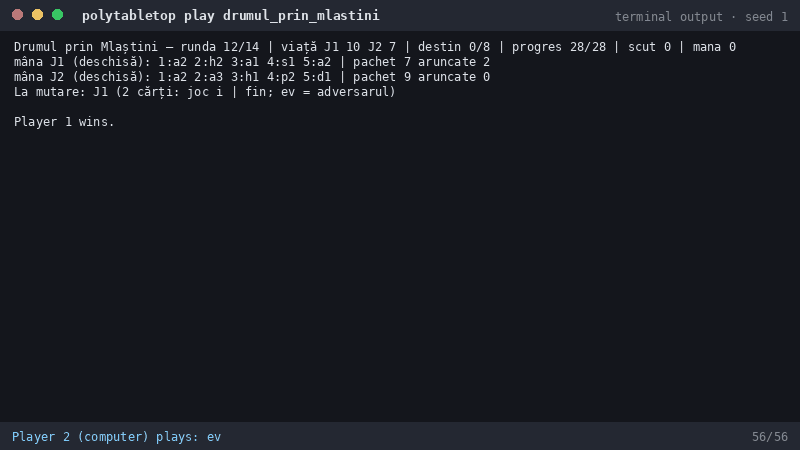 polytabletop play drumul_prin_mlastini
terminal output · seed 1
Drumul prin Mlaștini — runda 12/14 | viață J1 10 J2 7 | destin 0/8 | progres 28/28 | scut 0 | mana 0
mâna J1 (deschisă): 1:a2 2:h2 3:a1 4:s1 5:a2 | pachet 7 aruncate 2
mâna J2 (deschisă): 1:a2 2:a3 3:h1 4:p2 5:d1 | pachet 9 aruncate 0
La mutare: J1 (2 cărți: joc i | fin; ev = adversarul)
Player 1 wins.
Player 2 (computer) plays: ev
56/56